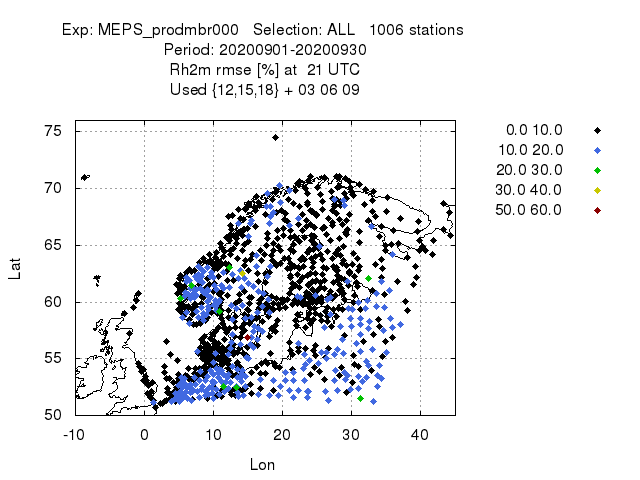 Exp: MEPS_prodmbr000   Selection: ALL   1006 stations
Period: 20200901-20200930
Rh2m rmse [%] at  21 UTC
Used {12,15,18} + 03 06 09
0.0 10.0
10.0 20.0
20.0 30.0
30.0 40.0
50.0 60.0
75
70
65
60
55
50
Lat
-10 0 10 20 30 40
Lon